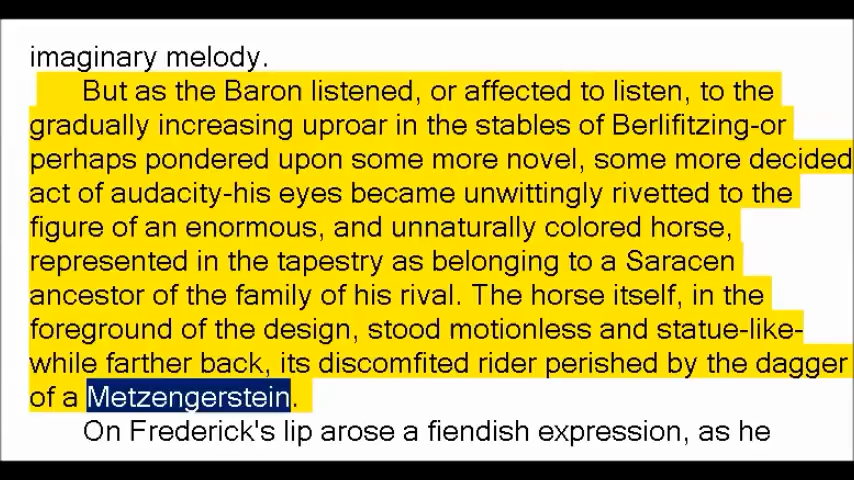 imaginary melody.
But as the Baron listened, or affected to listen, to the
gradually increasing uproar in the stables of Berlifitzing-or
perhaps pondered upon some more novel, some more decided
act of audacity-his eyes became unwittingly rivetted to the
figure of an enormous, and unnaturally colored horse,
represented in the tapestry as belonging to a Saracen
ancestor of the family of his rival. The horse itself, in the
foreground of the design, stood motionless and statue-like-
while farther back, its discomfited rider perished by the dagger
of a Metzengerstein.
On Frederick's lip arose a fiendish expression, as he